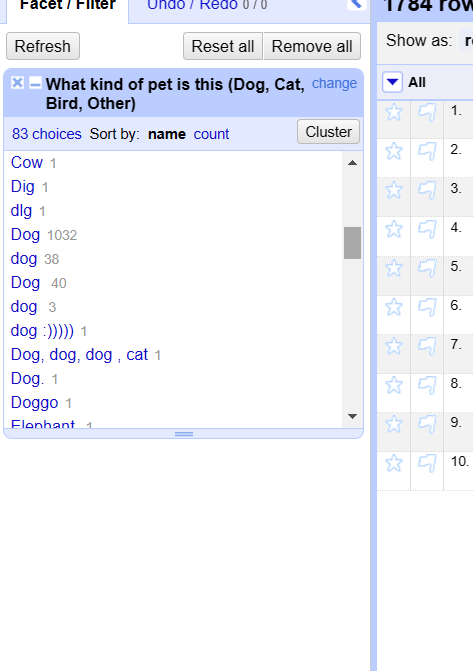 Facet / Filter Undo / Redo 0 / 0
1784 row
Refresh Reset all Remove all
Show as: r
What kind of pet is this (Dog, Cat, Bird, Other) change
83 choices Sort by: name count Cluster
Cow 1
Dig 1
dlg 1
Dog 1032
dog 38
Dog 40
dog 3
dog :))))) 1
Dog, dog, dog , cat 1
Dog. 1
Doggo 1
Elephant 1
All
1.
2.
3.
4.
5.
6.
7.
8.
9.
10.